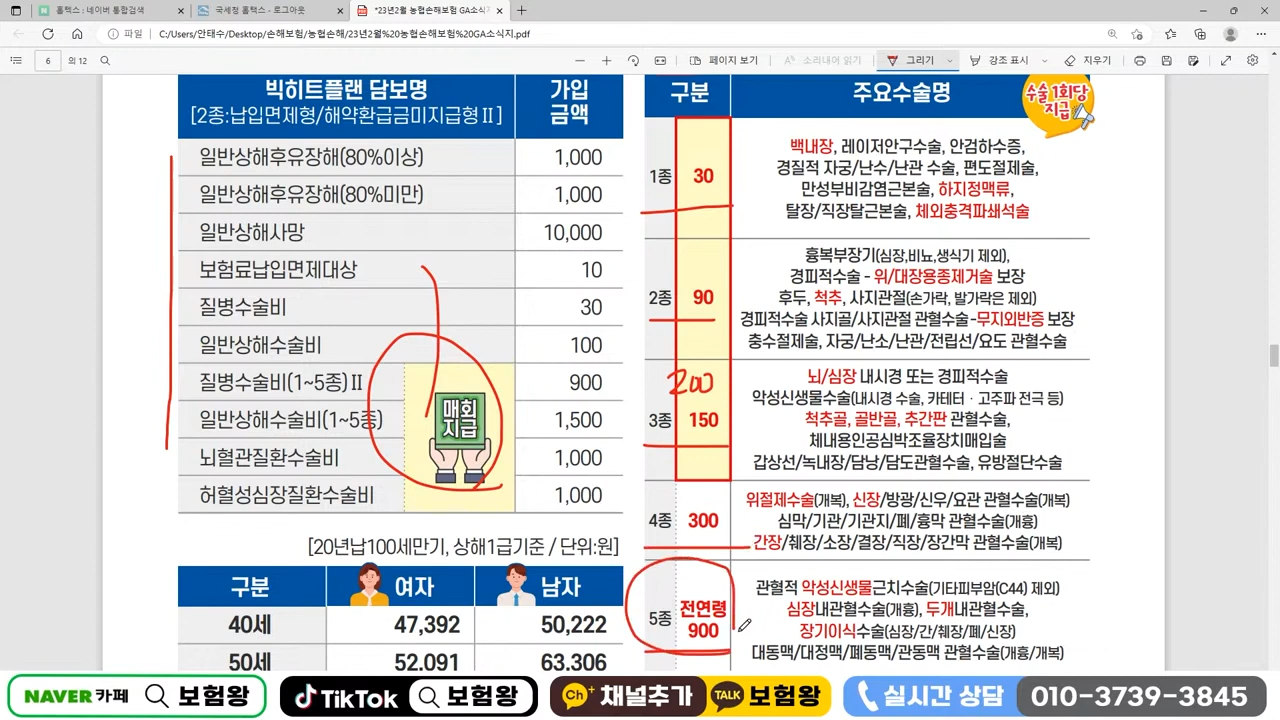 홈택스 : 네이버 통합검색
국세청 홈택스 - 로그아웃
*23년2월 농협손해보험 GA소식지
파일
C:/Users/안태수/Desktop/손해보험/농협손해/23년2월%20농협손해보험%20GA소식지.pdf
6 의 12
페이지 보기
소리내어 읽기
그리기
강조 표시
지우기
빅히트플랜 담보명
[2종:납입면제형/해약환급금미지급형Ⅱ]
가입
금액
일반상해후유장해(80%이상) 1,000
일반상해후유장해(80%미만) 1,000
일반상해사망 10,000
보험료납입면제대상 10
질병수술비 30
일반상해수술비 100
질병수술비(1~5종)Ⅱ 900
일반상해수술비(1~5종) 1,500
뇌혈관질환수술비 1,000
허혈성심장질환수술비 1,000
매회
지급
[20년납100세만기, 상해1급기준 / 단위:원]
구분 여자 남자
40세 47,392 50,222
50세 52,091 63,306
구분 주요수술명
수술 1회당
지급
1종 30
백내장, 레이저안구수술, 안검하수증,
경질적 자궁/난수/난관 수술, 편도절제술,
만성부비감염근본술, 하지정맥류,
탈장/직장탈근본술, 체외충격파쇄석술
2종 90
흉복부장기(심장,비뇨,생식기 제외),
경피적수술 - 위/대장용종제거술 보장
후두, 척추, 사지관절(손가락, 발가락은 제외)
경피적수술 사지골/사지관절 관혈수술-무지외반증 보장
충수절제술, 자궁/난소/난관/전립선/요도 관혈수술
200
3종 150
뇌/심장 내시경 또는 경피적수술
악성신생물수술(내시경 수술, 카테터 · 고주파 전극 등)
척추골, 골반골, 추간판 관혈수술,
체내용인공심박조율장치매입술
갑상선/녹내장/담낭/담도관혈수술, 유방절단수술
4종 300
위절제수술(개복), 신장/방광/신우/요관 관혈수술(개복)
심막/기관/기관지/폐/흉막 관혈수술(개흉)
간장/췌장/소장/결장/직장/장간막 관혈수술(개복)
5종 전연령
900
관혈적 악성신생물근치수술(기타피부암(C44) 제외)
심장내관혈수술(개흉), 두개내관혈수술,
장기이식수술(심장/간/췌장/폐/신장)
대동맥/대정맥/폐동맥/관동맥 관혈수술(개흉/개복)
NAVER 카페 보험왕
TikTok 보험왕
Ch+ 채널추가 TALK 보험왕
실시간 상담 010-3739-3845